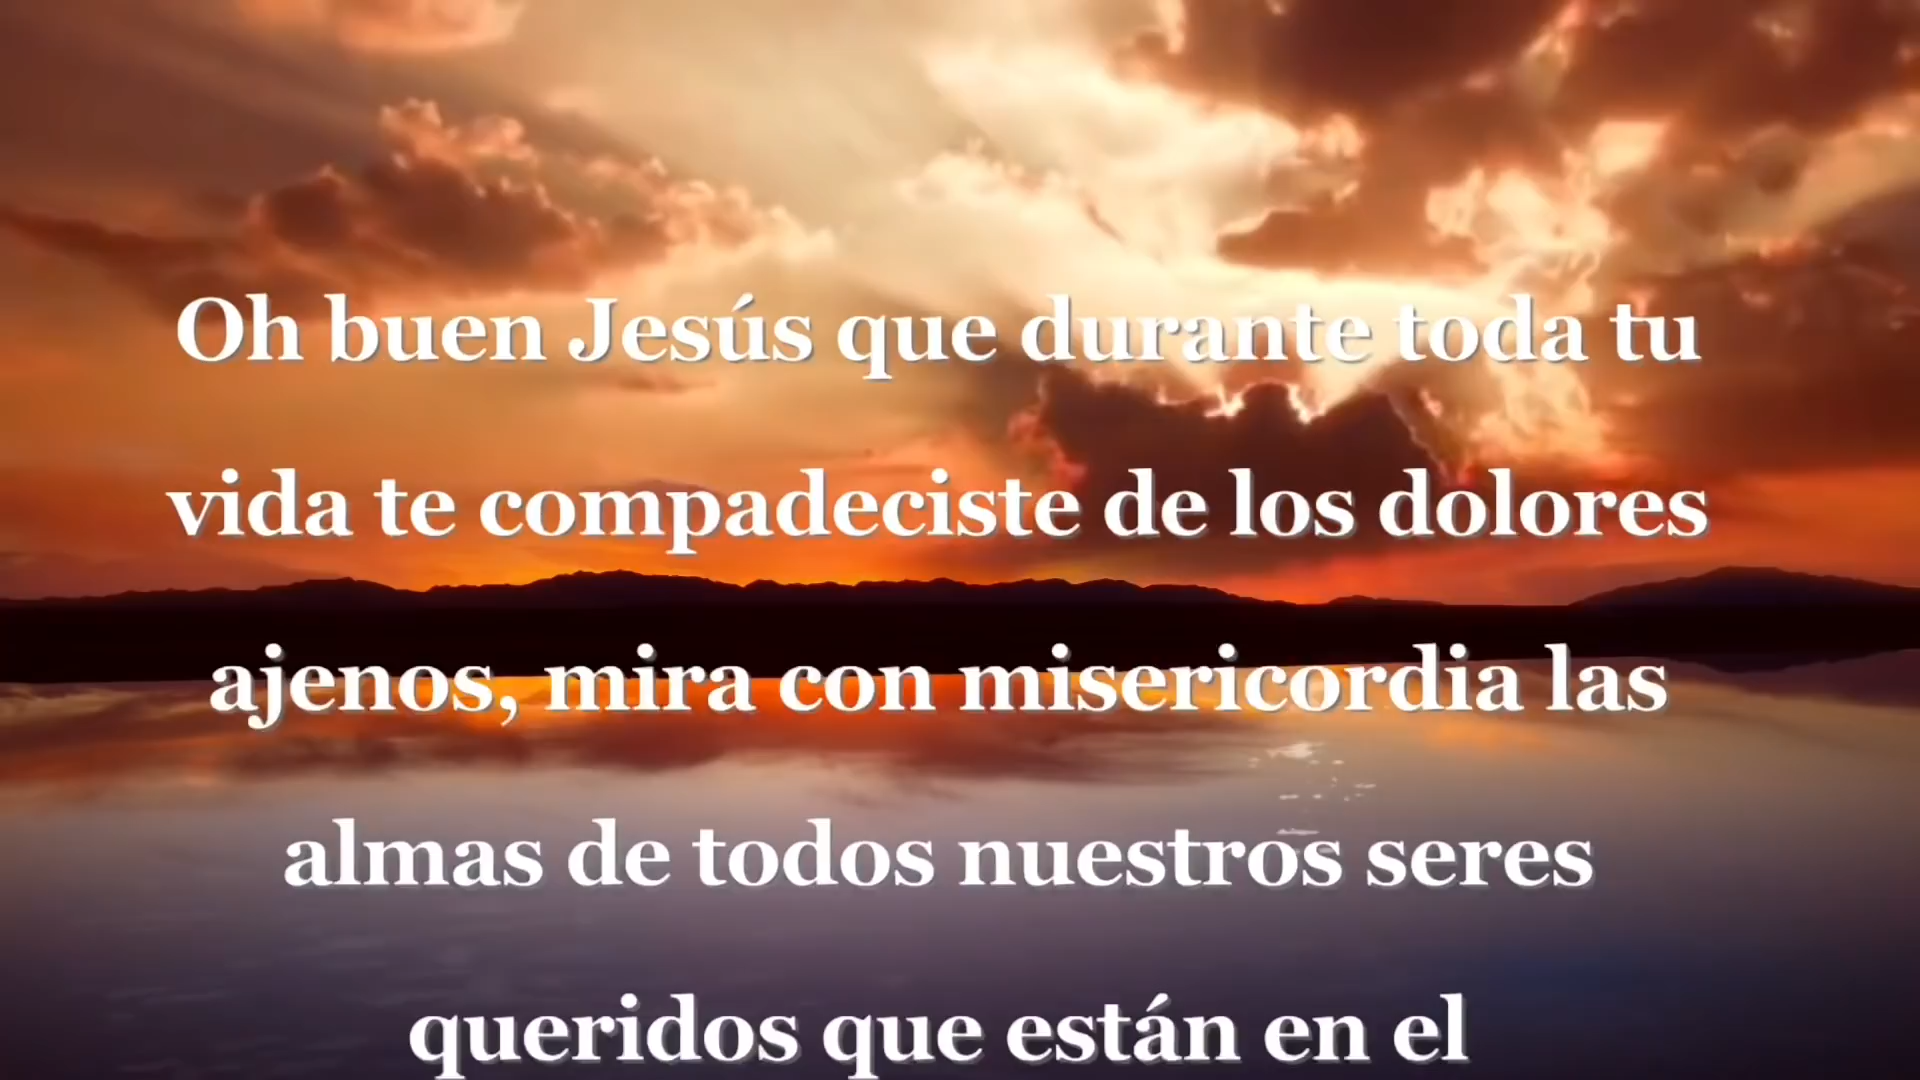 Oh buen Jesús que durante toda tu
vida te compadeciste de los dolores
ajenos, mira con misericordia las
almas de todos nuestros seres
queridos que están en el